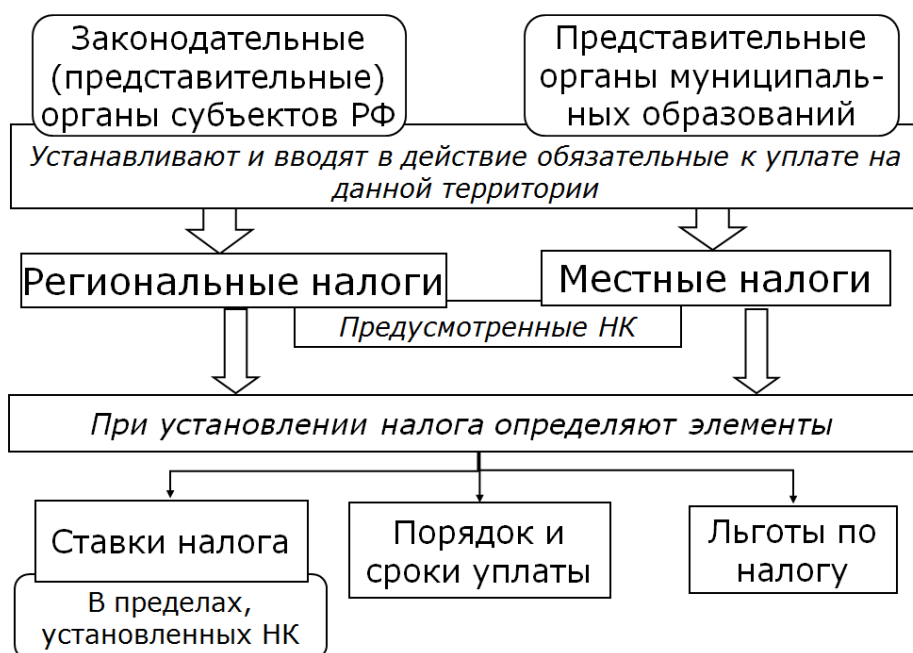 Законодательные
(представительные)
органы субъектов РФ
Представительные
органы муниципаль-
ных образований
Устанавливают и вводят в действие обязательные к уплате на
данной территории
Региональные налоги
Местные налоги
Предусмотренные НК
При установлении налога определяют элементы
Ставки налога
В пределах,
установленных НК
Порядок и
сроки уплаты
Льготы по
налогу